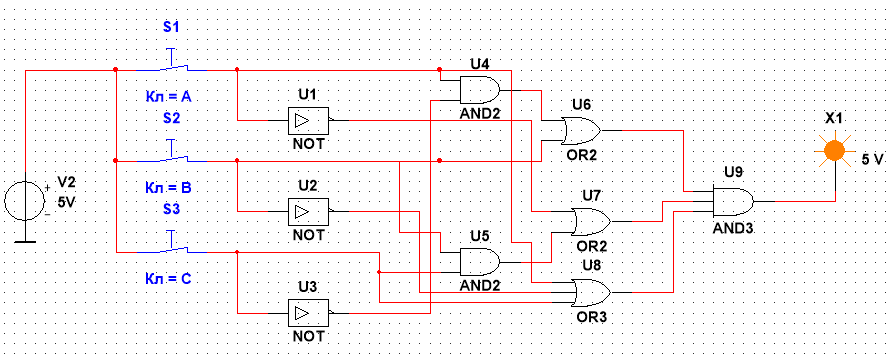 S1
Кл = A
S2
Кл = B
S3
Кл = C
V2
5V
+
−
U1
NOT
U2
NOT
U3
NOT
U4
AND2
U5
AND2
U6
OR2
U7
OR2
U8
OR3
U9
AND3
X1
5 V